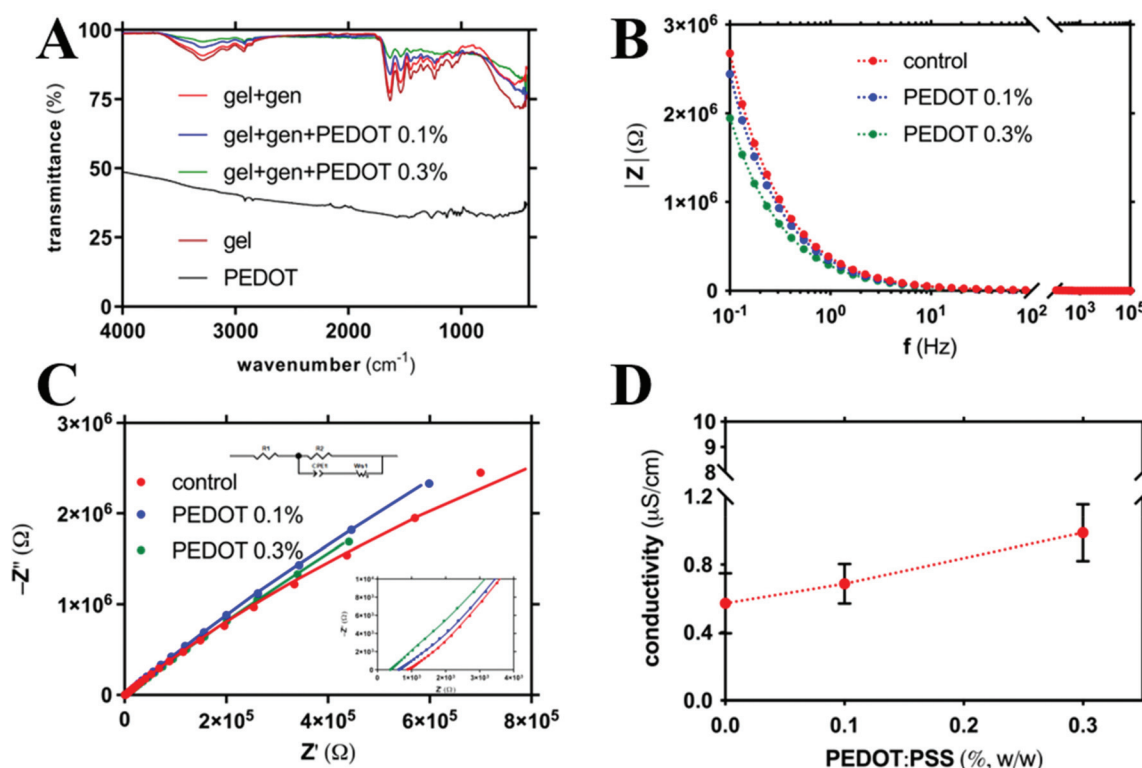 A
100
75
50
25
0
transmittance (%)
gel+gen
gel+gen+PEDOT 0.1%
gel+gen+PEDOT 0.3%
gel
PEDOT
4000
3000
2000
1000
wavenumber (cm⁻¹)
B
3×10⁶
2×10⁶
1×10⁶
0
|Z| (Ω)
control
PEDOT 0.1%
PEDOT 0.3%
10⁻¹
10⁰
10¹
10²
10³
10⁵
f (Hz)
C
3×10⁶
2×10⁶
1×10⁶
0
−Z'' (Ω)
R1
R2
CPE1
Ws1
control
PEDOT 0.1%
PEDOT 0.3%
0
2×10⁵
4×10⁵
6×10⁵
8×10⁵
Z' (Ω)
D
10
9
8
1.2
0.8
0.4
0.0
conductivity (µS/cm)
0.0
0.1
0.2
0.3
PEDOT:PSS (%, w/w)